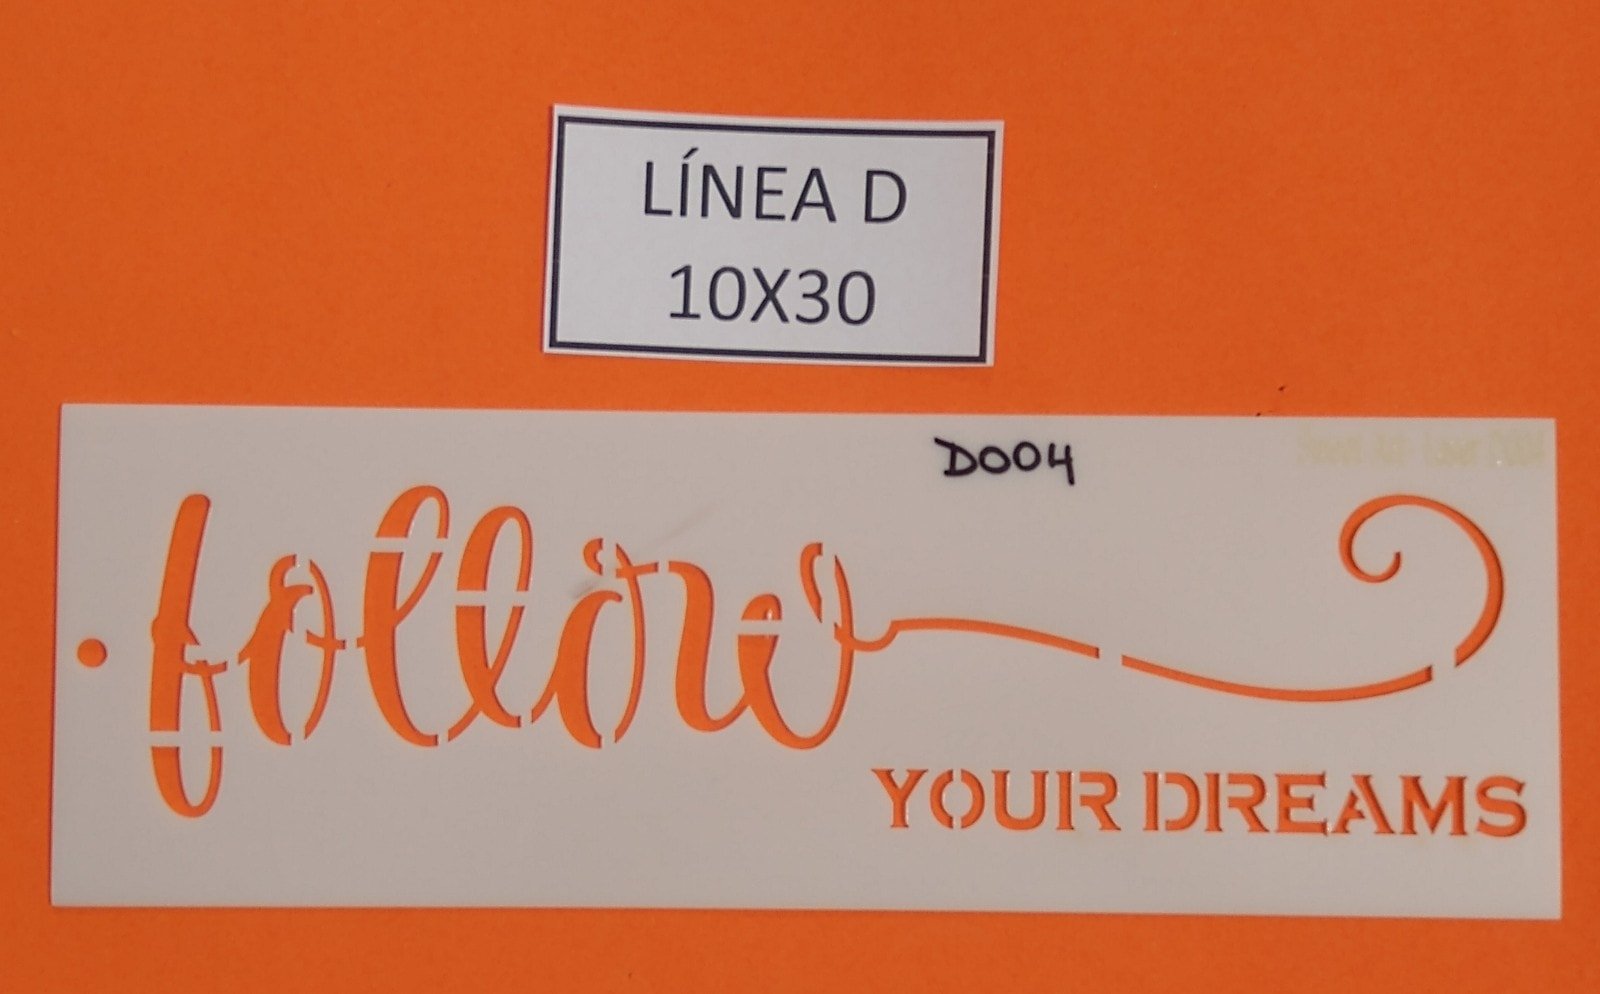 LÍNEA D
10X30
D004
follow
YOUR DREAMS